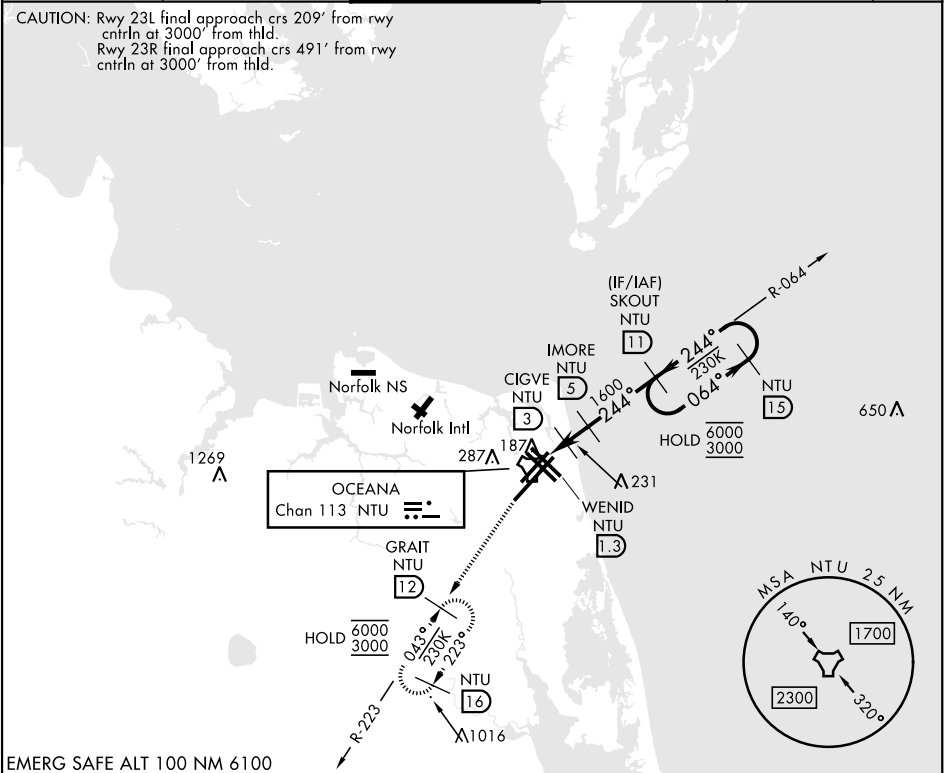 CAUTION: Rwy 23L final approach crs 209' from rwy
cntrln at 3000' from thld.
Rwy 23R final approach crs 491' from rwy
cntrln at 3000' from thld.
R-064
(IF/IAF)
SKOUT
NTU
11
244°
230K
064°
NTU
15
HOLD 6000
3000
650
IMORE
NTU
5
1600
244°
CIGVE
NTU
3
Norfolk NS
Norfolk Intl
1269
287
187
231
OCEANA
Chan 113 NTU
WENID
NTU
1.3
GRAIT
NTU
12
HOLD 6000
3000
043°
230K
223°
NTU
16
R-223
1016
MSA NTU 25 NM
140°
1700
2300
320°
EMERG SAFE ALT 100 NM 6100